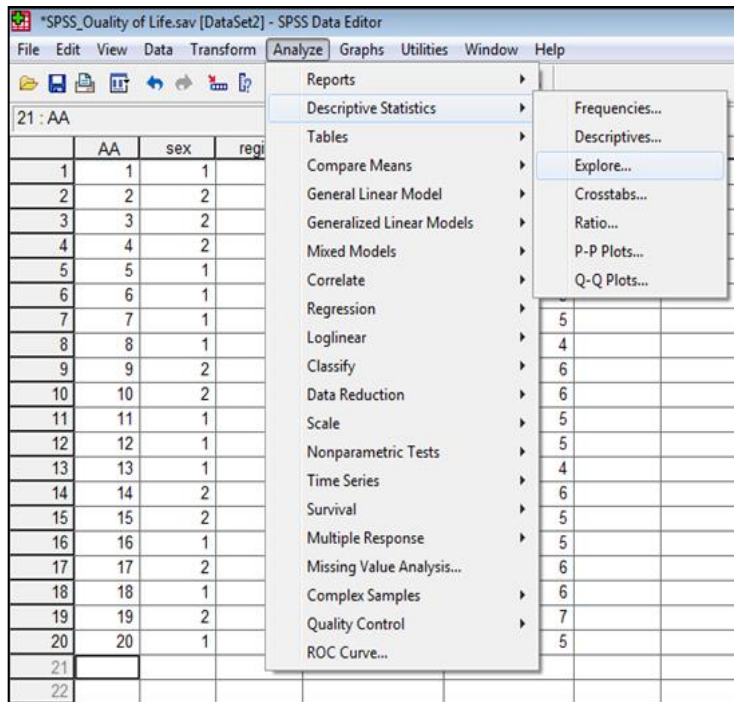 *SPSS_Ouality of Life.sav [DataSet2] - SPSS Data Editor
File Edit View Data Transform Analyze Graphs Utilities Window Help
21 : AA
AA sex regi
1 1 1
2 2 2
3 3 2
4 4 2
5 5 1
6 6 1
7 7 1 5
8 8 1 4
9 9 2 6
10 10 2 6
11 11 1 5
12 12 1 5
13 13 1 4
14 14 2 6
15 15 2 5
16 16 1 5
17 17 2 6
18 18 1 6
19 19 2 7
20 20 1 5
21
22
Reports
Descriptive Statistics
Tables
Compare Means
General Linear Model
Generalized Linear Models
Mixed Models
Correlate
Regression
Loglinear
Classify
Data Reduction
Scale
Nonparametric Tests
Time Series
Survival
Multiple Response
Missing Value Analysis...
Complex Samples
Quality Control
ROC Curve...
Frequencies...
Descriptives...
Explore...
Crosstabs...
Ratio...
P-P Plots...
Q-Q Plots...